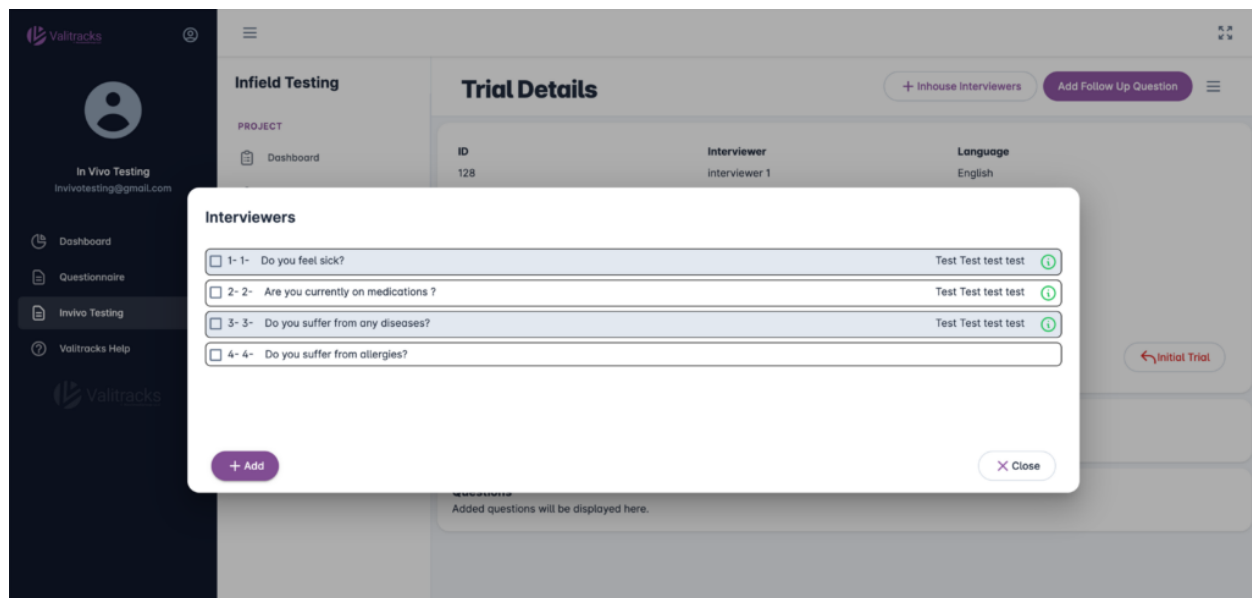 Valitracks
In Vivo Testing
Invivotesting@gmail.com
Dashboard
Questionnaire
Invivo Testing
Valitracks Help
Valitracks
Infield Testing
PROJECT
Dashboard
Trial Details
+ Inhouse Interviewers
Add Follow Up Question
ID
128
Interviewer
interviewer 1
Language
English
Interviewers
1- 1- Do you feel sick? Test Test test test
2- 2- Are you currently on medications ? Test Test test test
3- 3- Do you suffer from any diseases? Test Test test test
4- 4- Do you suffer from allergies?
+ Add
Close
Initial Trial
Questions
Added questions will be displayed here.